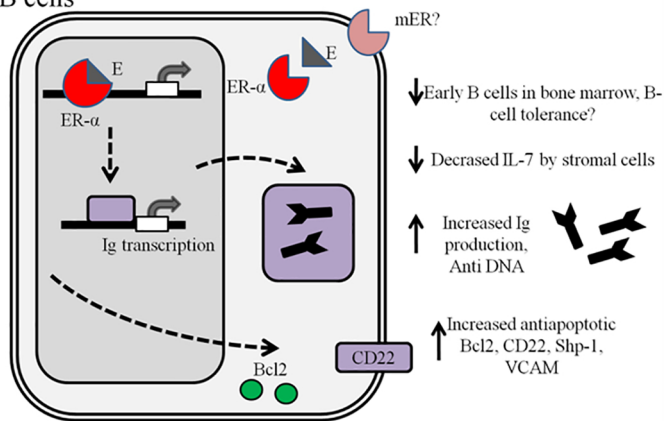 B cells
mER?
E
E
ER-α
ER-α
Early B cells in bone marrow, B-
cell tolerance?
Decrased IL-7 by stromal cells
Increased Ig
production,
Anti DNA
Ig transcription
Increased antiapoptotic
Bcl2, CD22, Shp-1,
VCAM
CD22
Bcl2